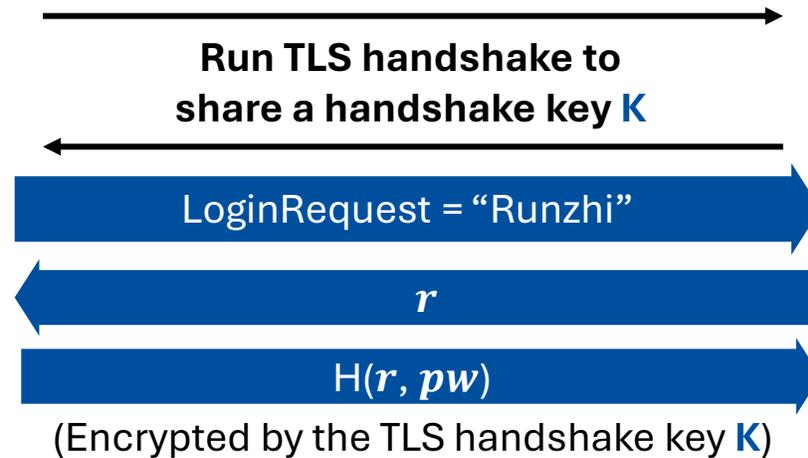 Run TLS handshake to
share a handshake key K
LoginRequest = “Runzhi”
r
H(r, pw)
(Encrypted by the TLS handshake key K)